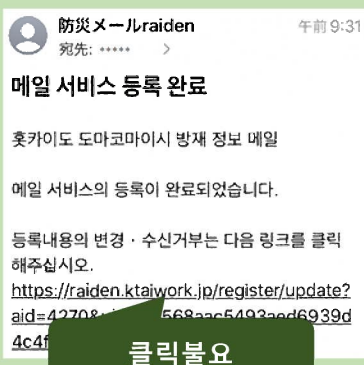 防災メールraiden
午前9:31
宛先: •••••
메일 서비스 등록 완료
홋카이도 도마코마이시 방재 정보 메일
메일 서비스의 등록이 완료되었습니다.
등록내용의 변경・수신거부는 다음 링크를 클릭
해주십시오.
https://raiden.ktaiwork.jp/register/update?
클릭불요